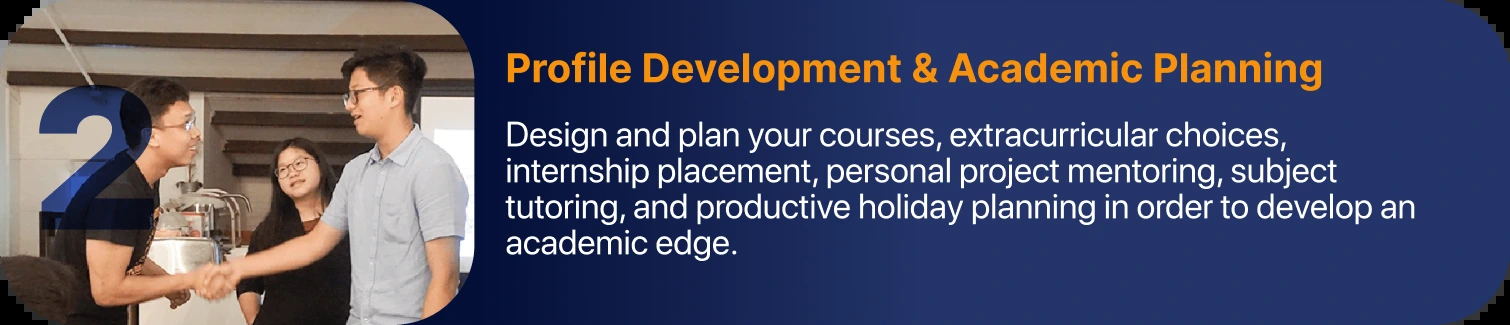 2
Profile Development & Academic Planning
Design and plan your courses, extracurricular choices,
internship placement, personal project mentoring, subject
tutoring, and productive holiday planning in order to develop an
academic edge.